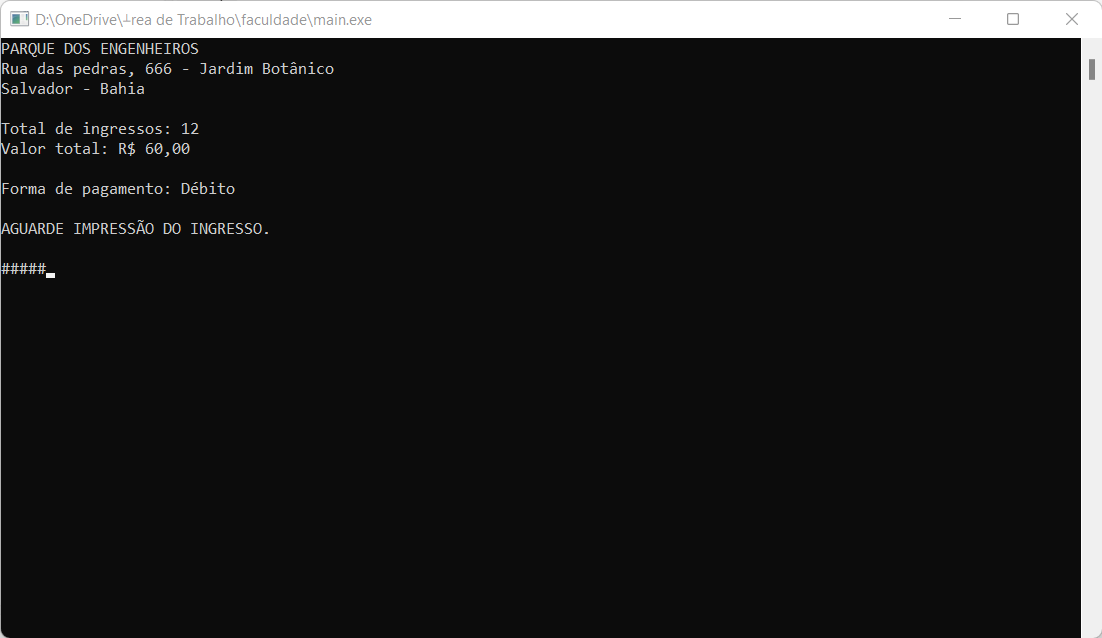 D:\OneDrive\┴rea de Trabalho\faculdade\main.exe
PARQUE DOS ENGENHEIROS
Rua das pedras, 666 - Jardim Botânico
Salvador - Bahia
Total de ingressos: 12
Valor total: R$ 60,00
Forma de pagamento: Débito
AGUARDE IMPRESSÃO DO INGRESSO.
#####